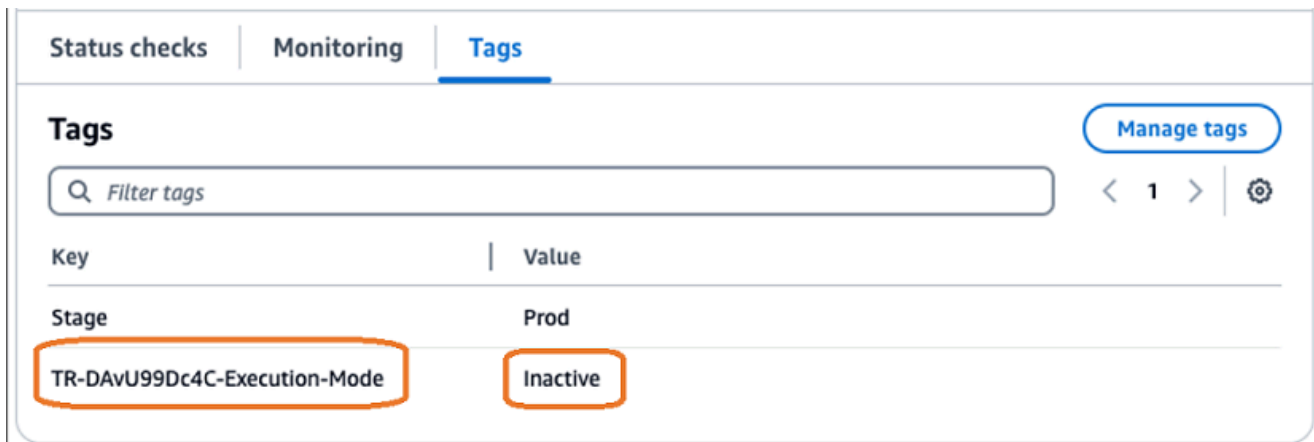 Status checks Monitoring Tags
Tags Manage tags
Filter tags 1
Key Value
Stage Prod
TR-DAvU99Dc4C-Execution-Mode Inactive